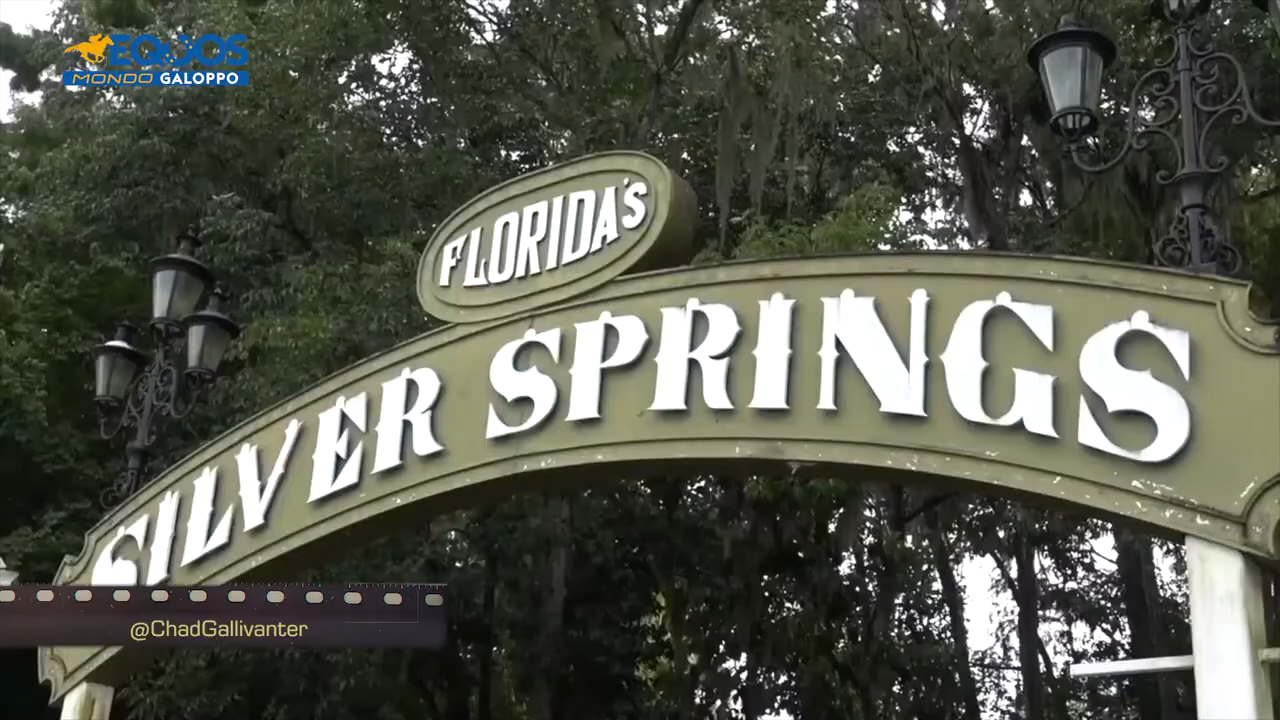 EQUOS
MONDO GALOPPO
FLORIDA'S
SILVER SPRINGS
@ChadGallivanter